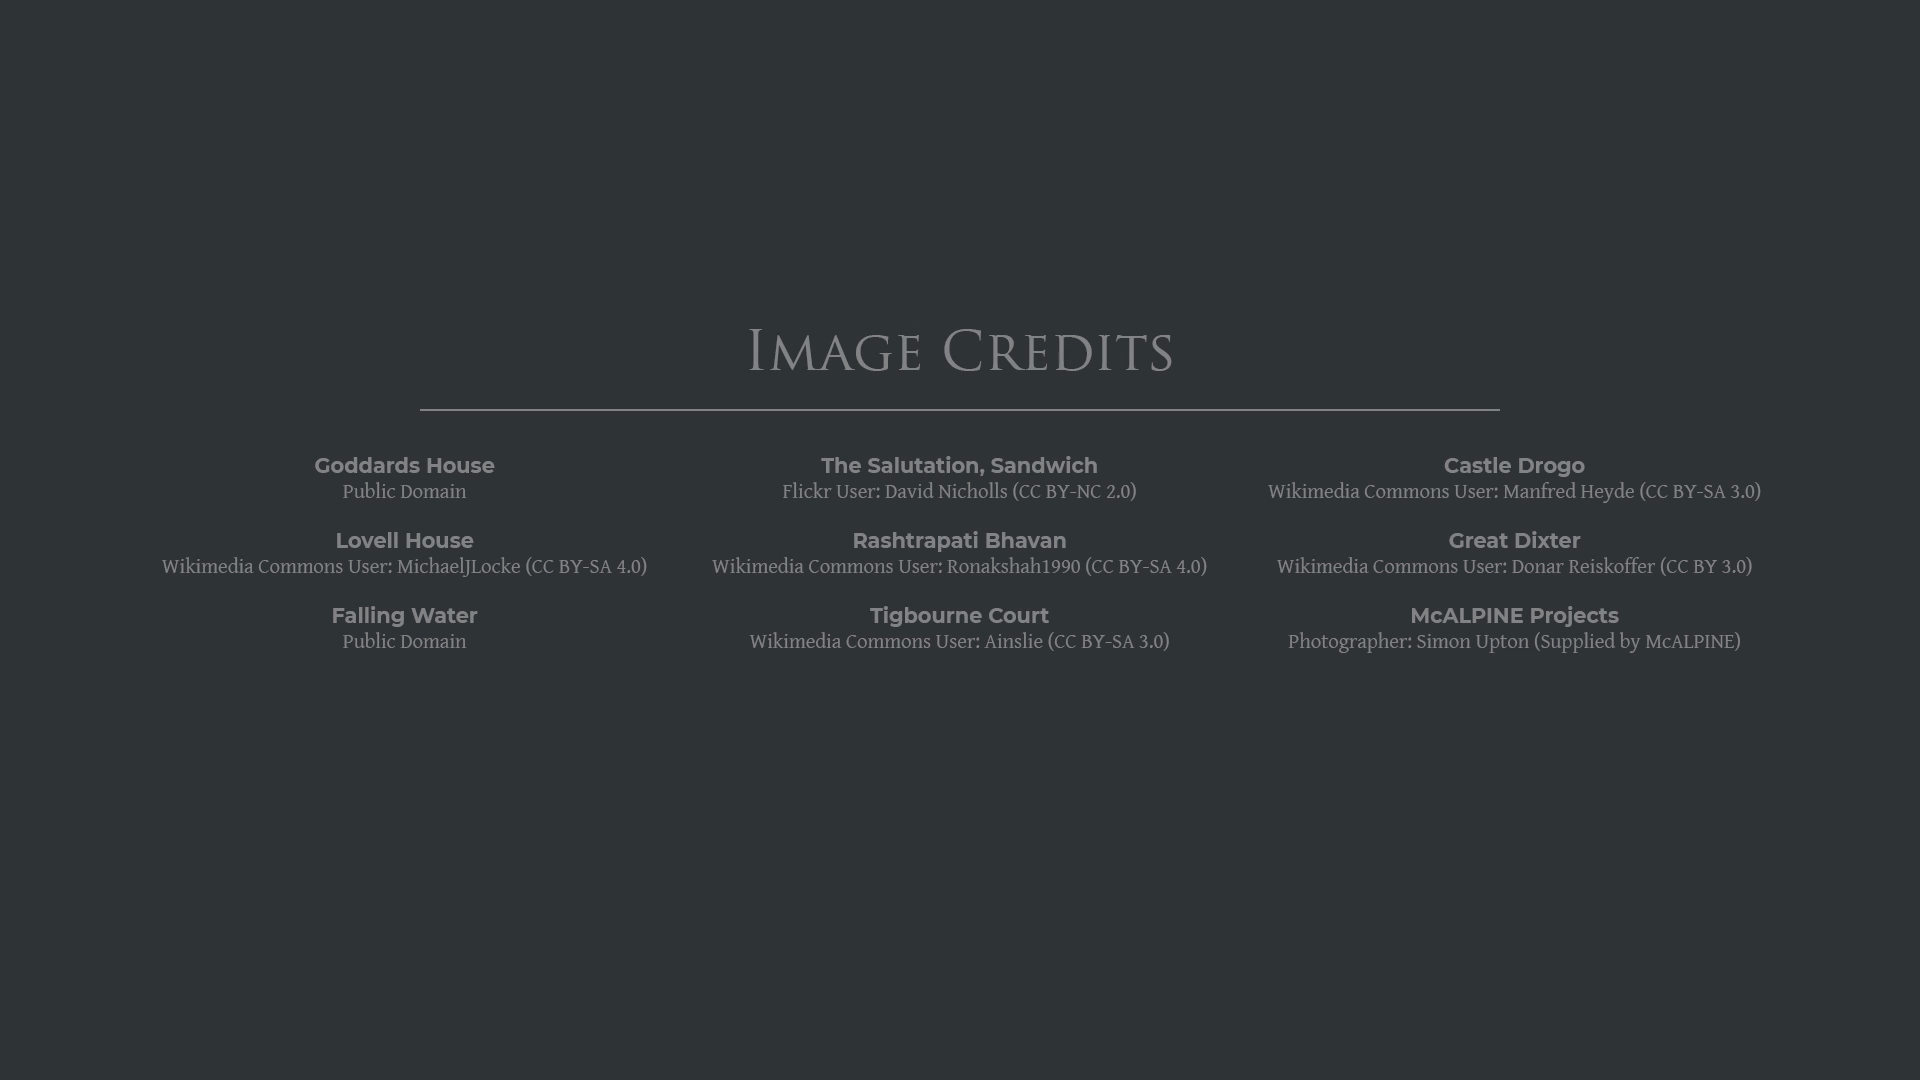 Image Credits
Goddards House
Public Domain
Lovell House
Wikimedia Commons User: MichaelJLocke (CC BY-SA 4.0)
Falling Water
Public Domain
The Salutation, Sandwich
Flickr User: David Nicholls (CC BY-NC 2.0)
Rashtrapati Bhavan
Wikimedia Commons User: Ronakshah1990 (CC BY-SA 4.0)
Tigbourne Court
Wikimedia Commons User: Ainslie (CC BY-SA 3.0)
Castle Drogo
Wikimedia Commons User: Manfred Heyde (CC BY-SA 3.0)
Great Dixter
Wikimedia Commons User: Donar Reiskoffer (CC BY 3.0)
McALPINE Projects
Photographer: Simon Upton (Supplied by McALPINE)